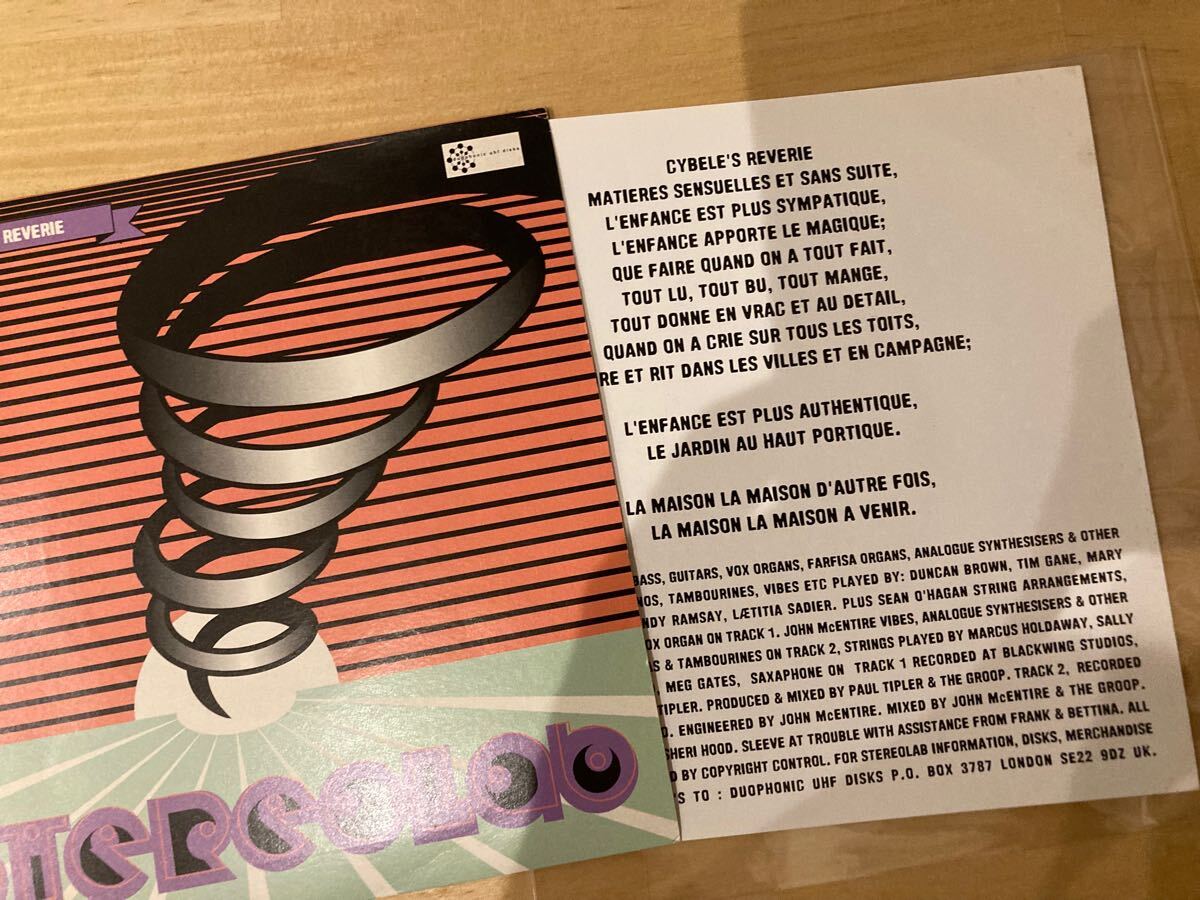 duophonic uhf disks
REVERIE
STEREOLAB
CYBELE'S REVERIE
MATIERES SENSUELLES ET SANS SUITE,
L'ENFANCE EST PLUS SYMPATIQUE,
L'ENFANCE APPORTE LE MAGIQUE;
QUE FAIRE QUAND ON A TOUT FAIT,
TOUT LU, TOUT BU, TOUT MANGE,
TOUT DONNE EN VRAC ET AU DETAIL,
QUAND ON A CRIE SUR TOUS LES TOITS,
RE ET RIT DANS LES VILLES ET EN CAMPAGNE;
L'ENFANCE EST PLUS AUTHENTIQUE,
LE JARDIN AU HAUT PORTIQUE.
LA MAISON LA MAISON D'AUTRE FOIS,
LA MAISON LA MAISON A VENIR.
BASS, GUITARS, VOX ORGANS, FARFISA ORGANS, ANALOGUE SYNTHESISERS & OTHER
NOS, TAMBOURINES, VIBES ETC PLAYED BY: DUNCAN BROWN, TIM GANE, MARY
NDY RAMSAY, LÆTITIA SADIER. PLUS SEAN O'HAGAN STRING ARRANGEMENTS,
OX ORGAN ON TRACK 1. JOHN McENTIRE VIBES, ANALOGUE SYNTHESISERS & OTHER
S & TAMBOURINES ON TRACK 2, STRINGS PLAYED BY MARCUS HOLDAWAY, SALLY
, MEG GATES, SAXAPHONE ON TRACK 1 RECORDED AT BLACKWING STUDIOS,
TIPLER. PRODUCED & MIXED BY PAUL TIPLER & THE GROOP. TRACK 2, RECORDED
D. ENGINEERED BY JOHN McENTIRE. MIXED BY JOHN McENTIRE & THE GROOP.
SHERI HOOD. SLEEVE AT TROUBLE WITH ASSISTANCE FROM FRANK & BETTINA. ALL
D BY COPYRIGHT CONTROL. FOR STEREOLAB INFORMATION, DISKS, MERCHANDISE
S TO : DUOPHONIC UHF DISKS P.O. BOX 3787 LONDON SE22 9DZ UK.